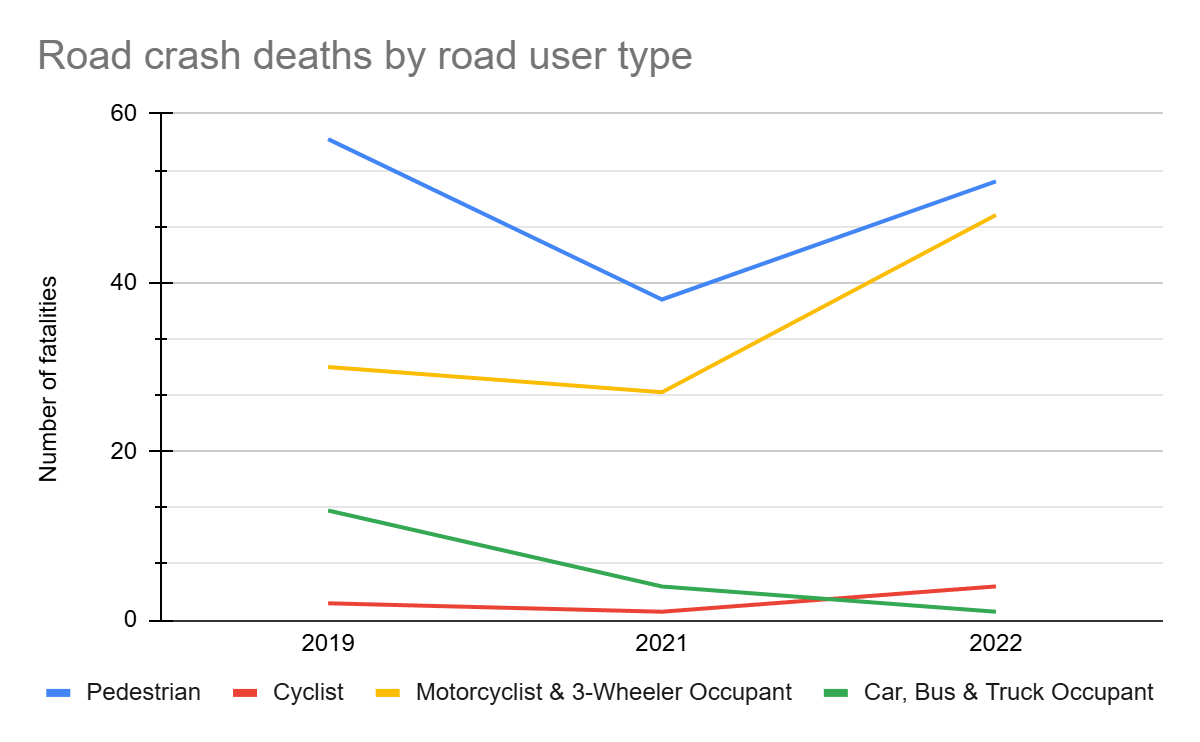 Road crash deaths by road user type
Number of fatalities
60
40
20
0
2019 2021 2022
Pedestrian Cyclist Motorcyclist & 3-Wheeler Occupant Car, Bus & Truck Occupant